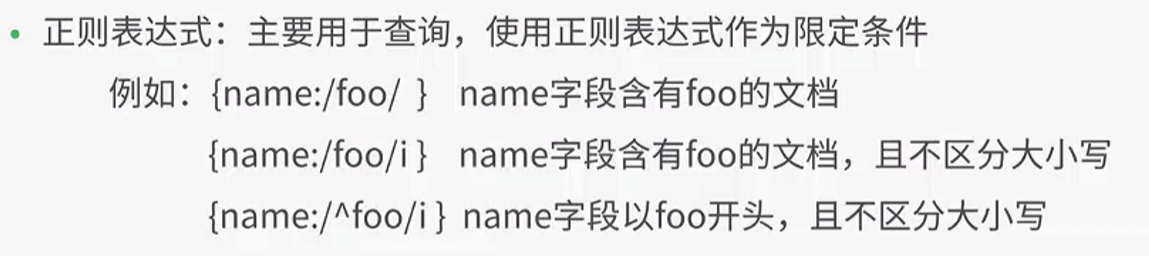 • 正则表达式：主要用于查询，使用正则表达式作为限定条件
例如：{name:/foo/ } name字段含有foo的文档
{name:/foo/i } name字段含有foo的文档，且不区分大小写
{name:/^foo/i } name字段以foo开头，且不区分大小写